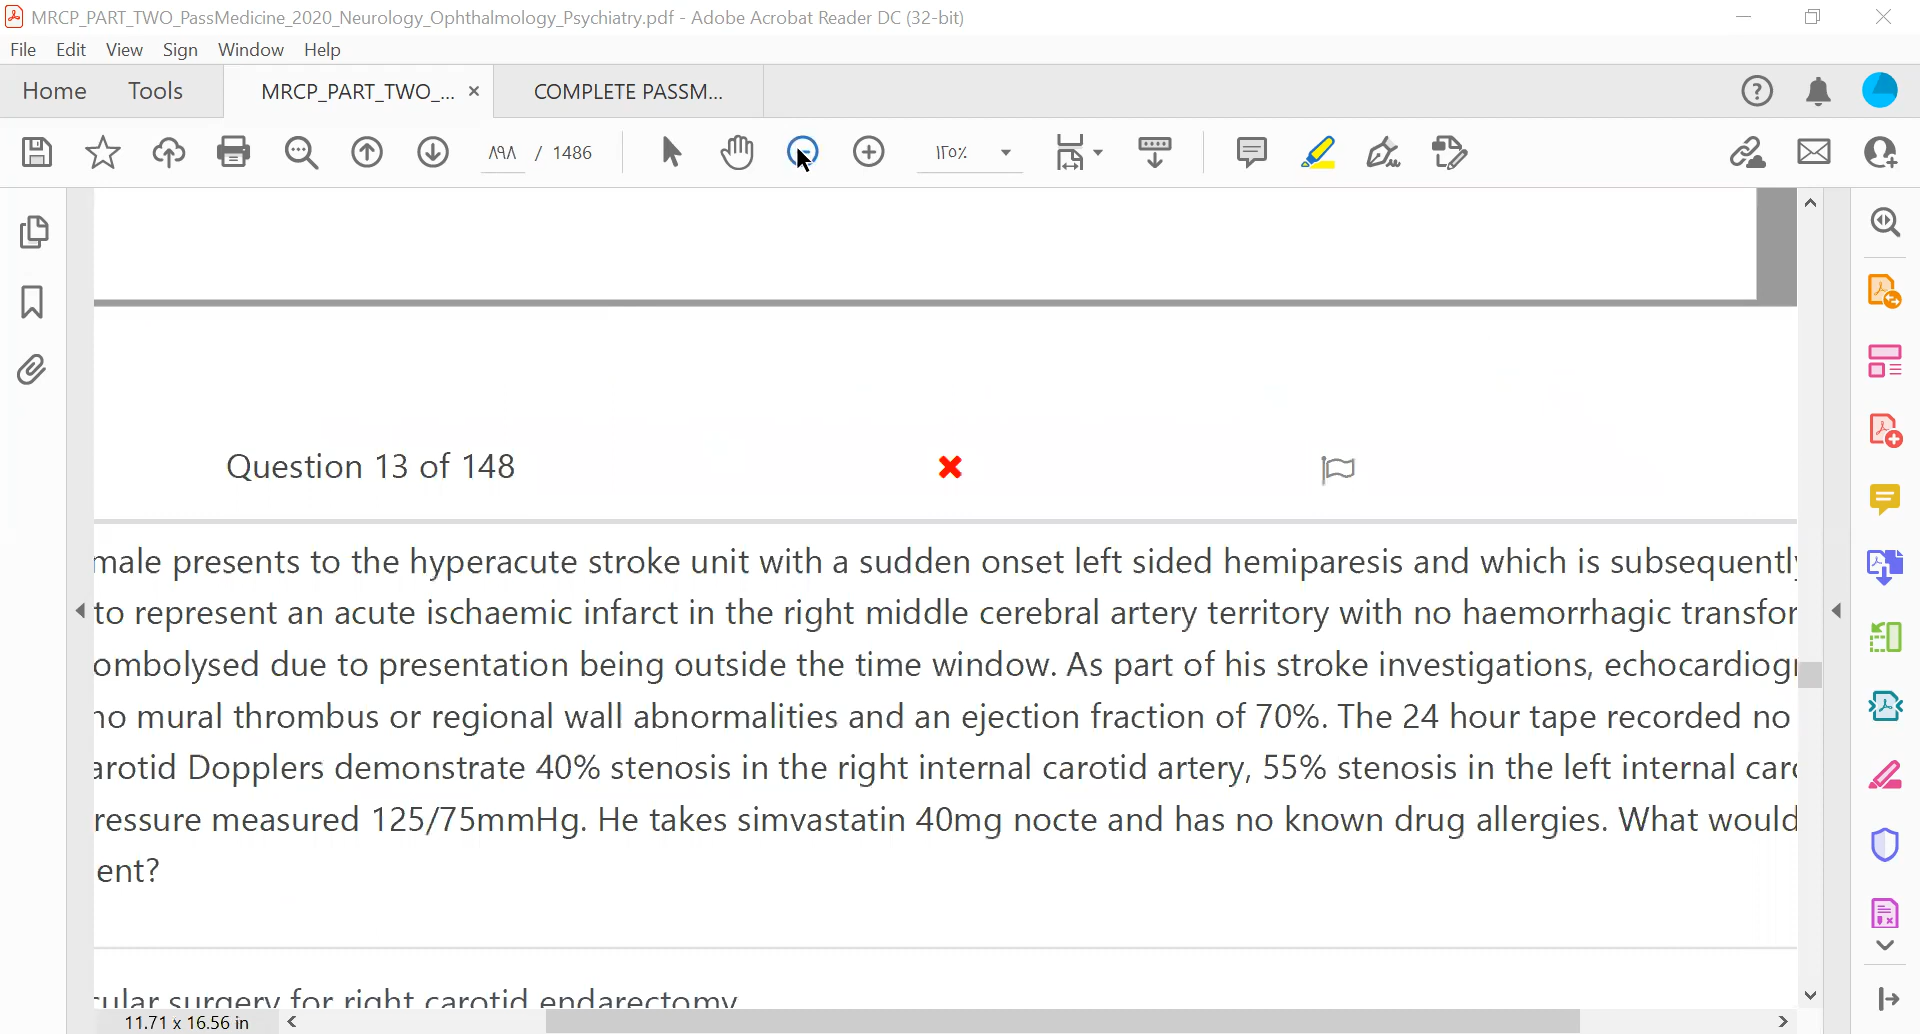 MRCP_PART_TWO_PassMedicine_2020_Neurology_Ophthalmology_Psychiatry.pdf - Adobe Acrobat Reader DC (32-bit)
File Edit View Sign Window Help
Home Tools MRCP_PART_TWO_... × COMPLETE PASSM...
٨٩٨ / 1486 ١٢٥٪
Question 13 of 148
male presents to the hyperacute stroke unit with a sudden onset left sided hemiparesis and which is subsequently
to represent an acute ischaemic infarct in the right middle cerebral artery territory with no haemorrhagic transfor
ombolysed due to presentation being outside the time window. As part of his stroke investigations, echocardiogr
no mural thrombus or regional wall abnormalities and an ejection fraction of 70%. The 24 hour tape recorded no
arotid Dopplers demonstrate 40% stenosis in the right internal carotid artery, 55% stenosis in the left internal caro
ressure measured 125/75mmHg. He takes simvastatin 40mg nocte and has no known drug allergies. What would
ent?
cular surgery for right carotid endarectomy
11.71 x 16.56 in